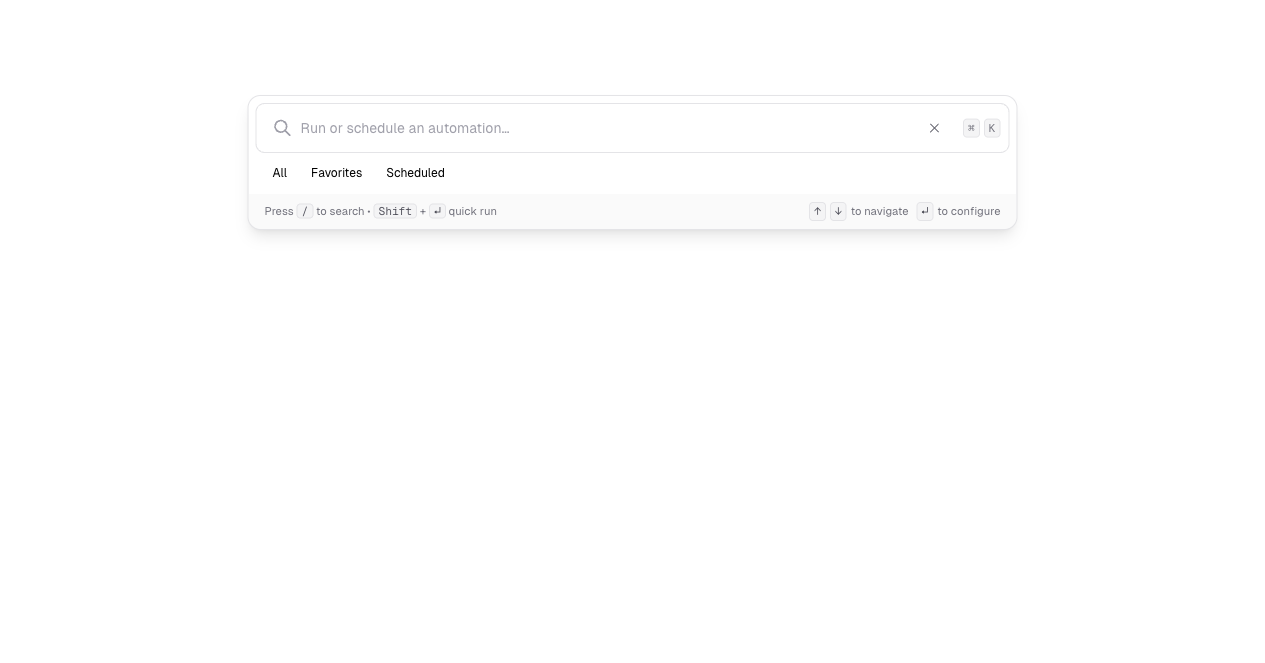 Run or schedule an automation... ⌘ K
All Favorites Scheduled
Press / to search • Shift + ↵ quick run ↑ ↓ to navigate ↵ to configure